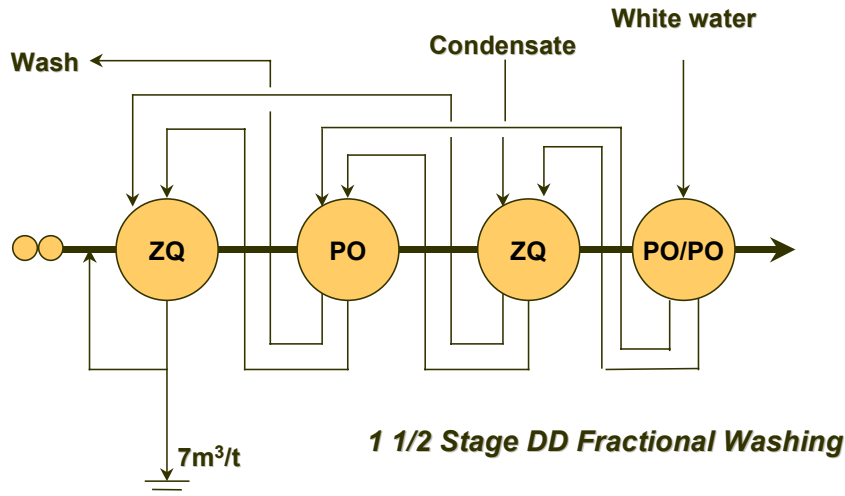 White water
Condensate
Wash
ZQ
PO
ZQ
PO/PO
7m³/t
1 1/2 Stage DD Fractional Washing